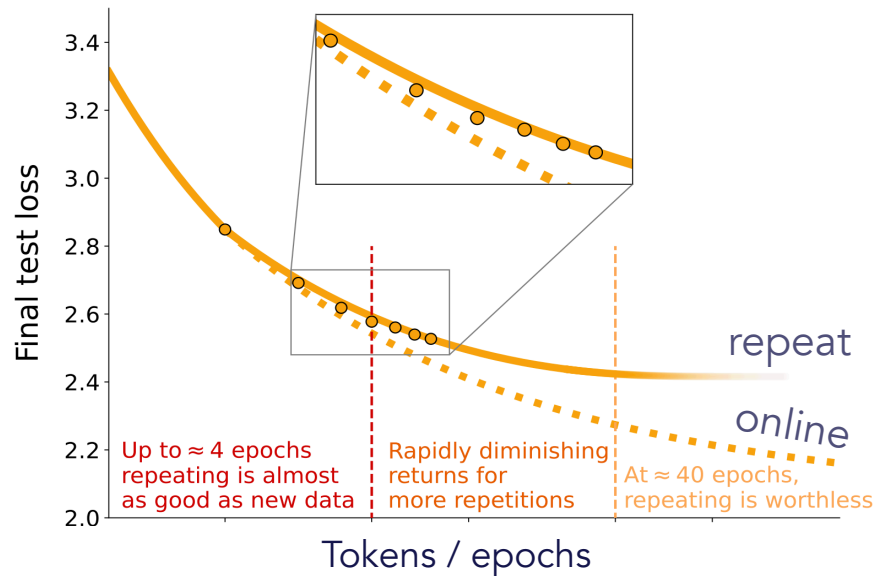 3.4
3.2
3.0
2.8
2.6
2.4
2.2
2.0
Final test loss
repeat
online
Up to ≈ 4 epochs
repeating is almost
as good as new data
Rapidly diminishing
returns for
more repetitions
At ≈ 40 epochs,
repeating is worthless
Tokens / epochs